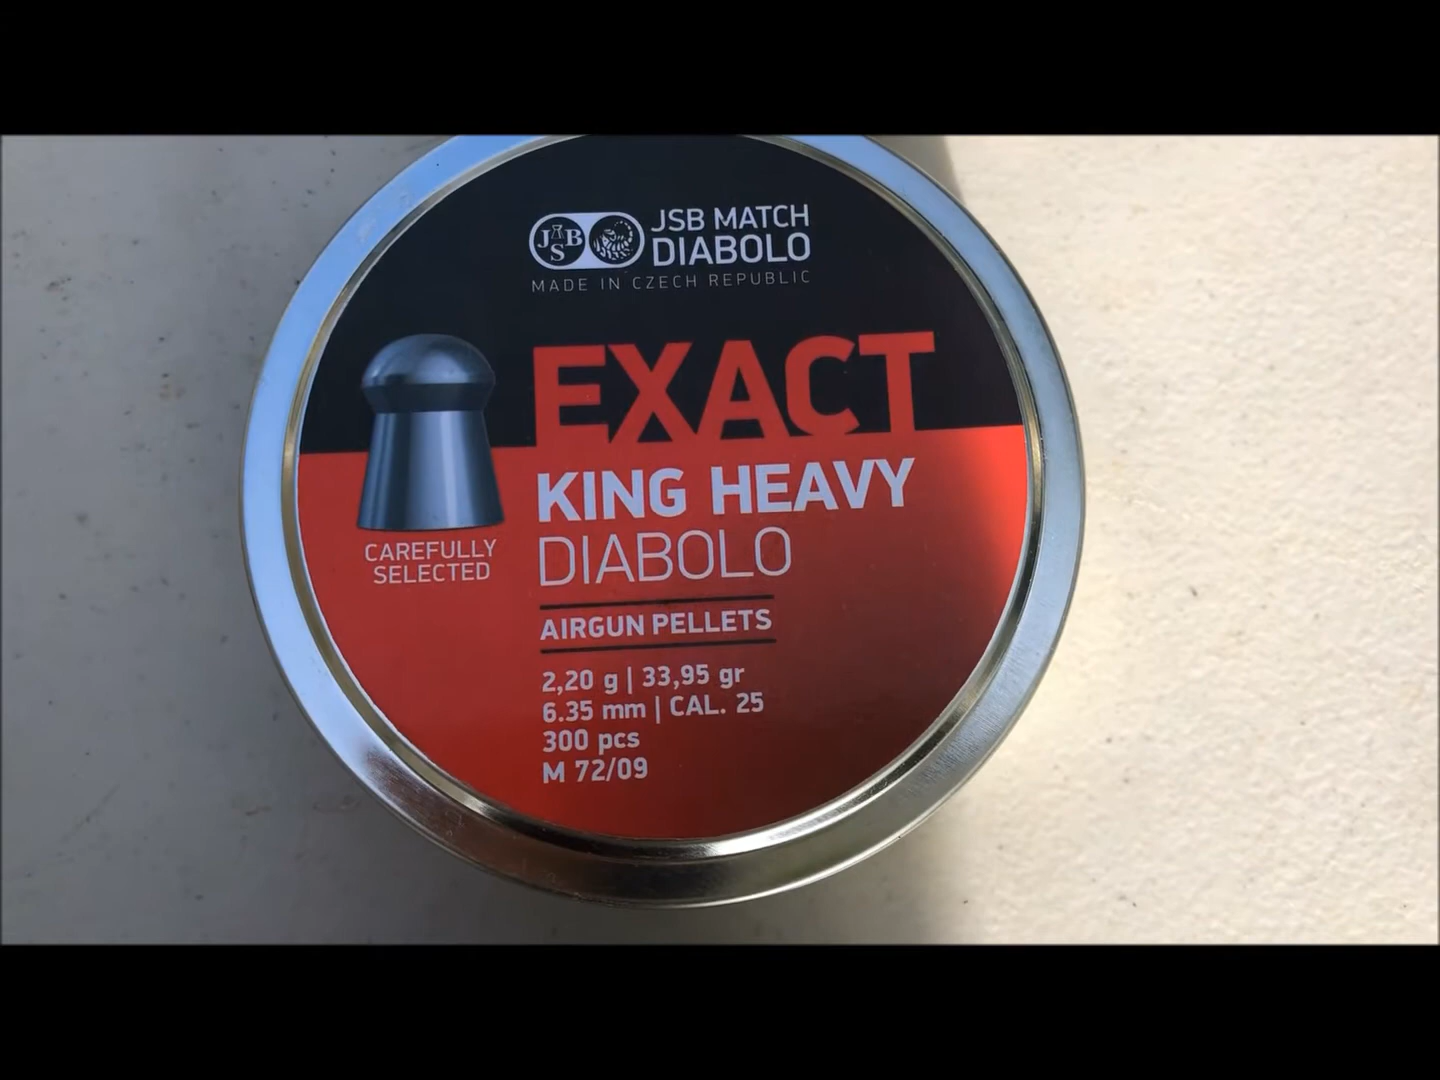 JSB
JSB MATCH
DIABOLO
MADE IN CZECH REPUBLIC
EXACT
KING HEAVY
DIABOLO
CAREFULLY
SELECTED
AIRGUN PELLETS
2,20 g | 33,95 gr
6.35 mm | CAL. 25
300 pcs
M 72/09